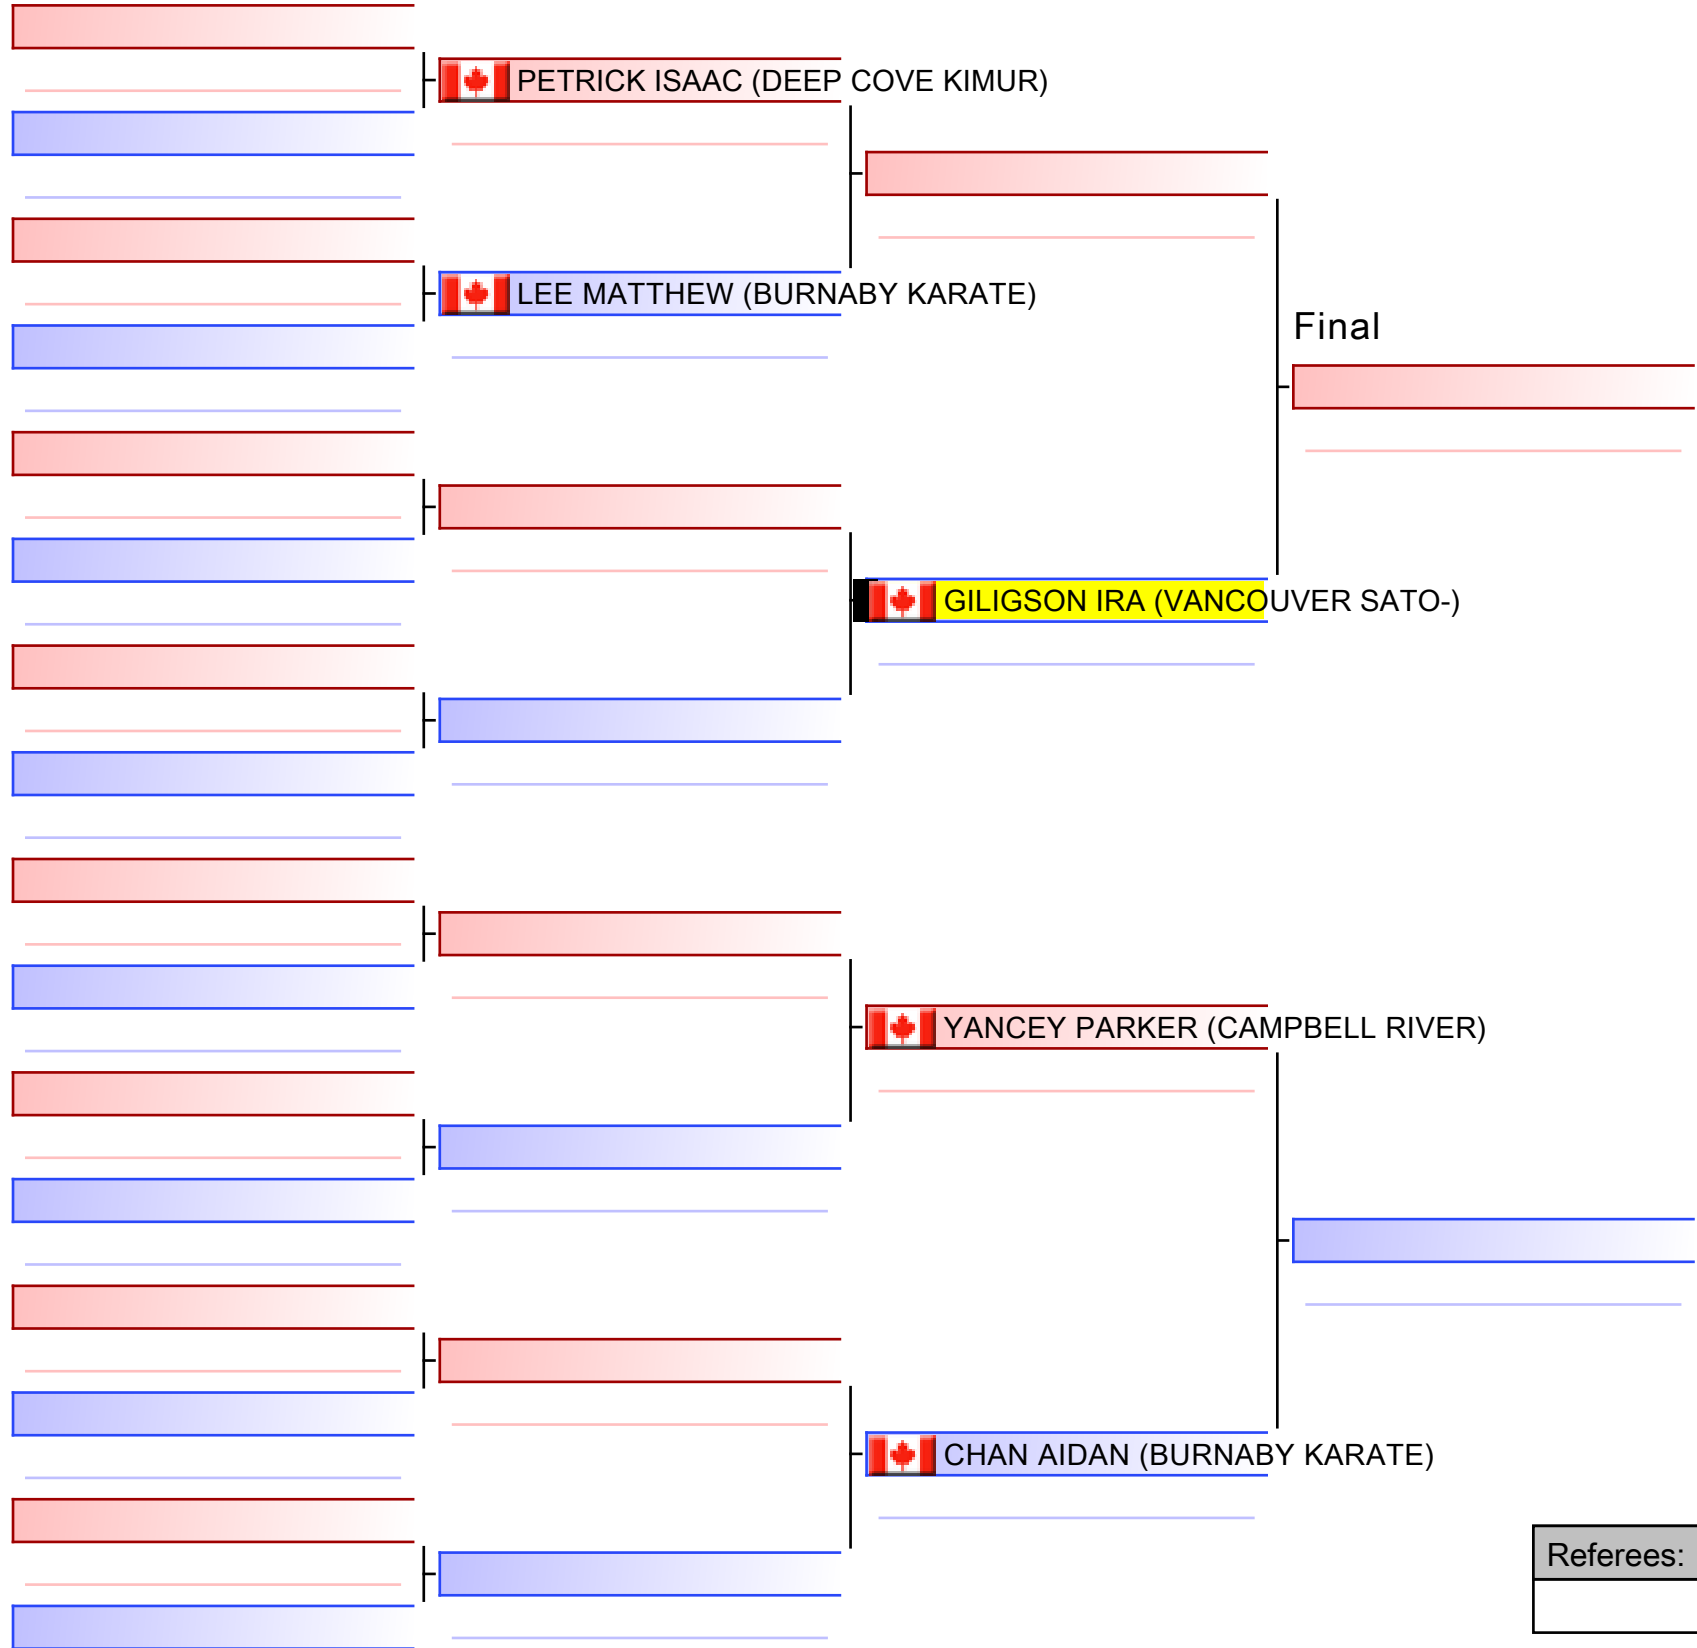 PETRICK ISAAC (DEEP COVE KIMUR)
LEE MATTHEW (BURNABY KARATE)
Final
GILIGSON IRA (VANCOUVER SATO-)
YANCEY PARKER (CAMPBELL RIVER)
CHAN AIDAN (BURNABY KARATE)
Referees: